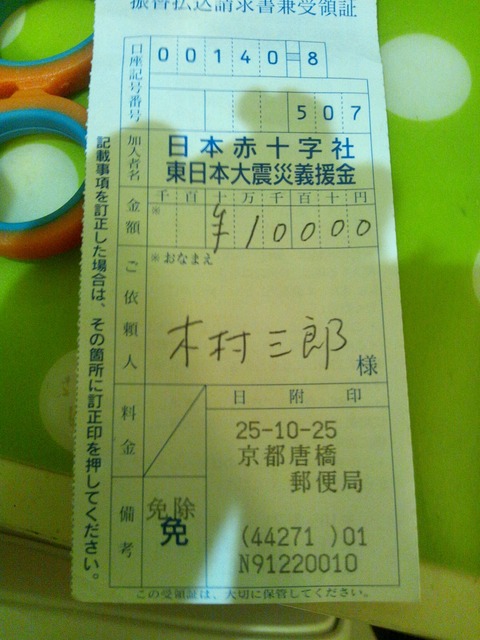 振替払込請求書兼受領証
口座記号番号
00140-8
507
加入者名
日本赤十字社
東日本大震災義援金
金額
千百十万千百十円
※
¥10000
ご依頼人
※おなまえ
木村三郎
様
料金
日附印
25-10-25
京都唐橋
郵便局
備考
免除
免
(44271 )01
N91220010
記載事項を訂正した場合は、その箇所に訂正印を押してください。
この受領証は、大切に保管してください。